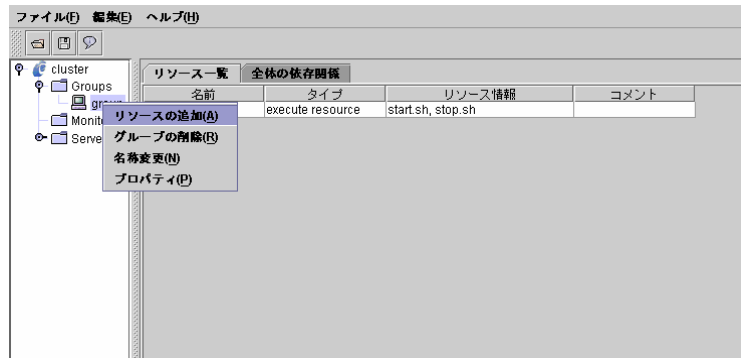 ファイル(F) 編集(E) ヘルプ(H)
cluster
Groups
group
Monit
Serve
リソース一覧 全体の依存関係
名前 タイプ リソース情報 コメント
execute resource start.sh, stop.sh
リソースの追加(A)
グループの削除(R)
名称変更(N)
プロパティ(P)